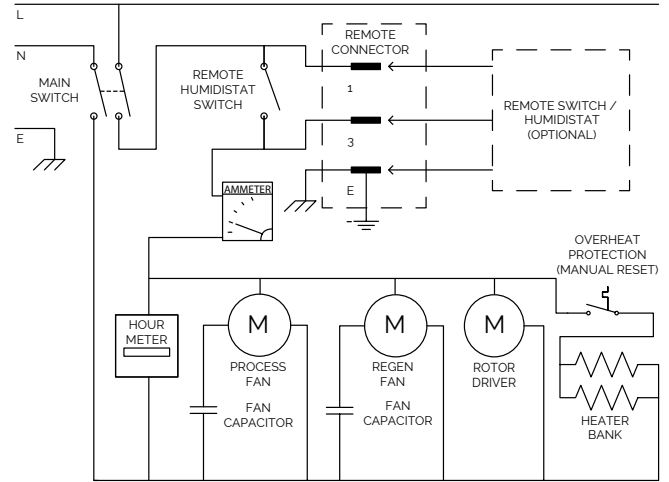 L
N
E
MAIN
SWITCH
REMOTE
HUMIDISTAT
SWITCH
REMOTE
CONNECTOR
1
3
E
REMOTE SWITCH /
HUMIDISTAT
(OPTIONAL)
AMMETER
OVERHEAT
PROTECTION
(MANUAL RESET)
HOUR
METER
M
PROCESS
FAN
FAN
CAPACITOR
M
REGEN
FAN
FAN
CAPACITOR
M
ROTOR
DRIVER
HEATER
BANK